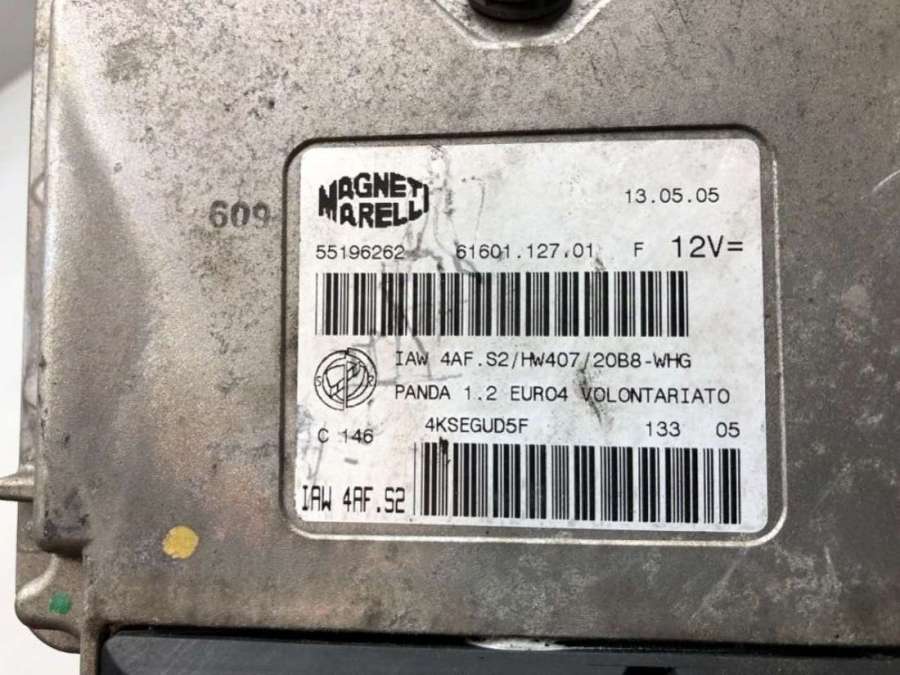 MAGNETI MARELLI
13.05.05
609
55196262 61601.127.01 F 12V=
IAW 4AF.S2/HW407/20B8-WHG
PANDA 1.2 EURO4 VOLONTARIATO
C 146 4KSEGUD5F 133 05
IAW 4AF.S2